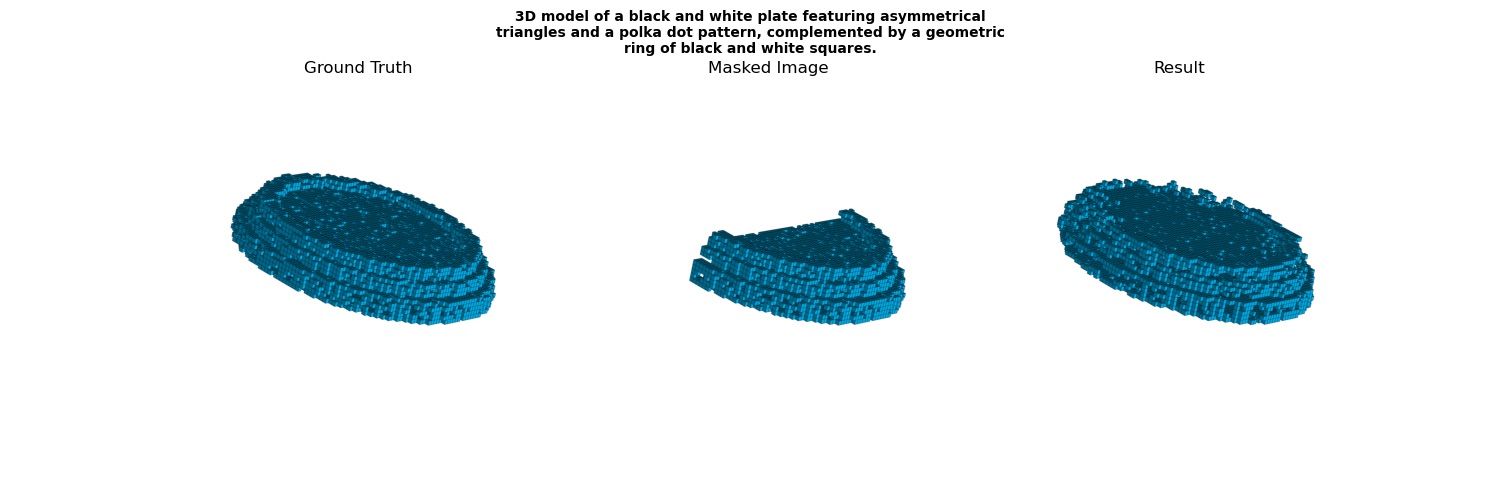 3D model of a black and white plate featuring asymmetrical
triangles and a polka dot pattern, complemented by a geometric
ring of black and white squares.
Ground Truth
Masked Image
Result